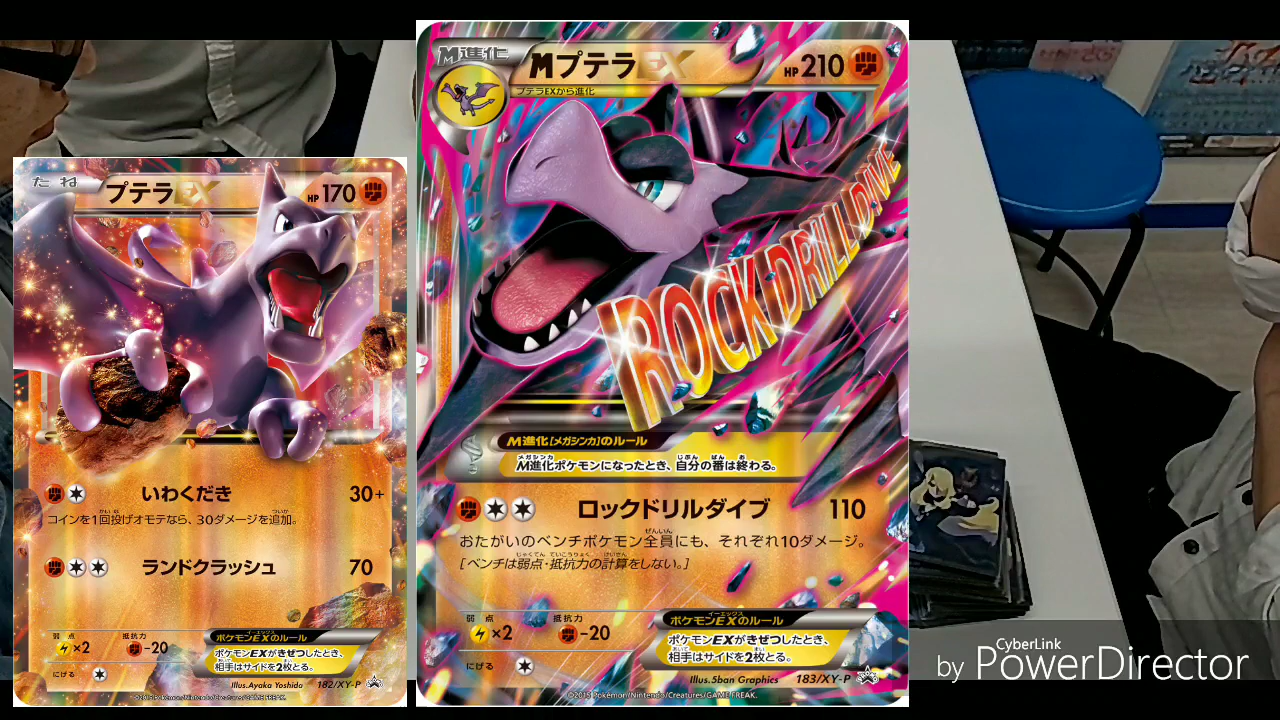 たね プテラEX HP170
いわくだき 30+
コインを1回投げオモテなら、30ダメージを追加。
ランドクラッシュ 70
弱点 ×2 抵抗力 -20
にげる
ポケモンEXのルール
ポケモンEXがきぜつしたとき、
相手はサイドを2枚とる。
Illus.Ayaka Yoshido 182/XY-P
©2015 Pokémon/Nintendo/Creatures/GAME FREAK.
M進化 MプテラEX HP210
プテラEXから進化
ROCK DRILL DIVE
M進化[メガシンカ]のルール
M進化ポケモンになったとき、自分の番は終わる。
ロックドリルダイブ 110
おたがいのベンチポケモン全員にも、それぞれ10ダメージ。
[ベンチは弱点・抵抗力の計算をしない。]
弱点 ×2 抵抗力 -20
にげる
ポケモンEXのルール
ポケモンEXがきぜつしたとき、
相手はサイドを2枚とる。
Illus.5ban Graphics 183/XY-P
©2015 Pokémon/Nintendo/Creatures/GAME FREAK.
CyberLink
by PowerDirector